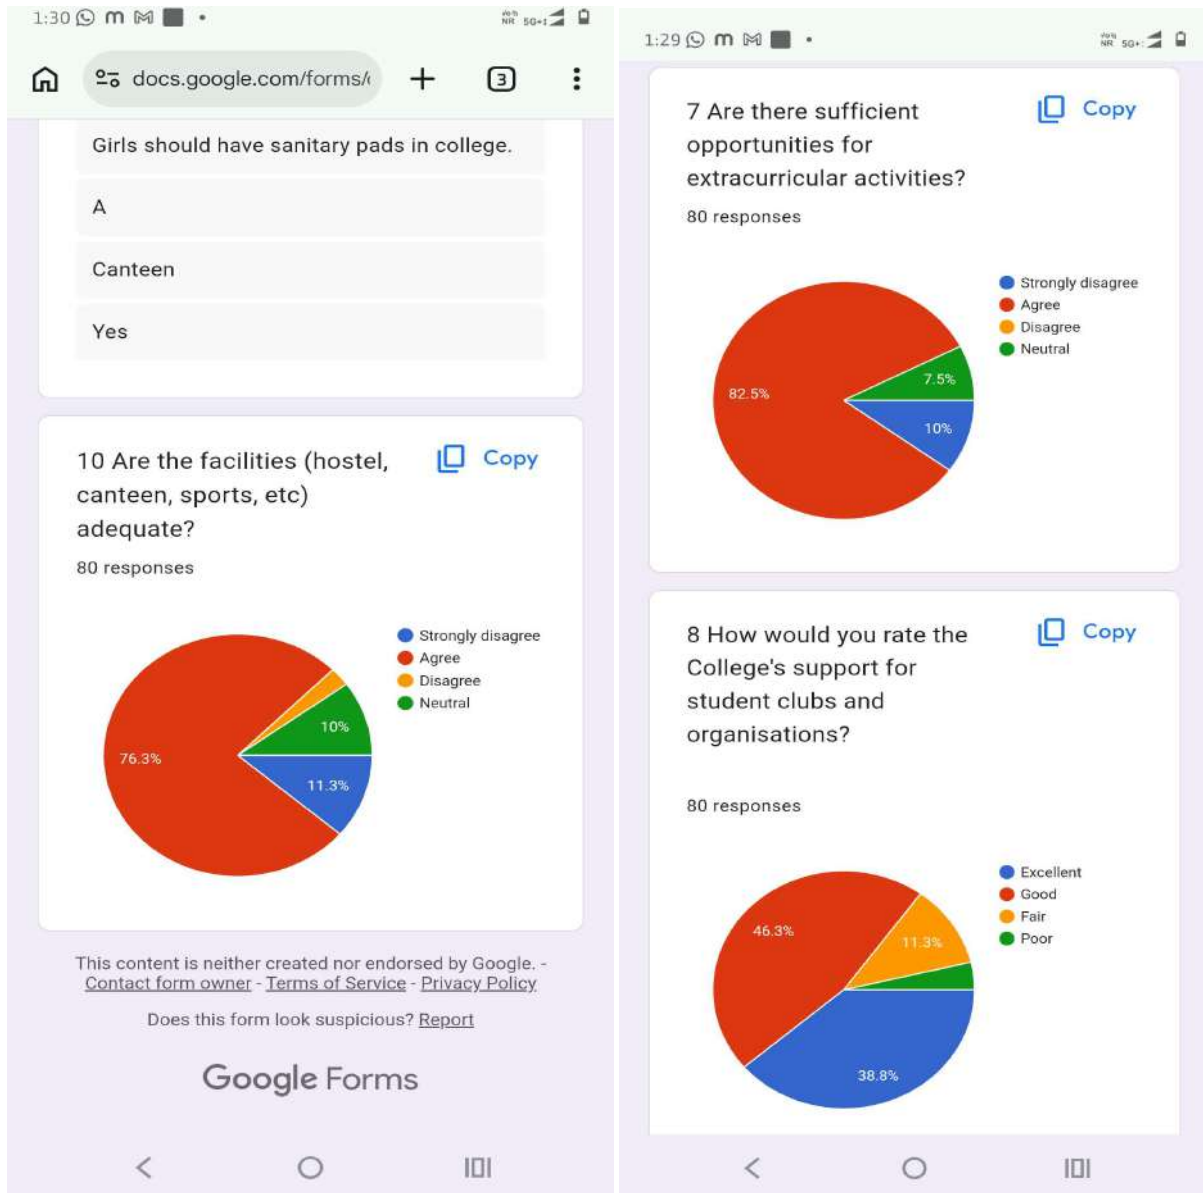 1:30
5G+
docs.google.com/forms/
3
Girls should have sanitary pads in college.
A
Canteen
Yes
10 Are the facilities (hostel,
canteen, sports, etc)
adequate?
Copy
80 responses
Strongly disagree
Agree
Disagree
Neutral
10%
76.3%
11.3%
This content is neither created nor endorsed by Google. -
Contact form owner - Terms of Service - Privacy Policy
Does this form look suspicious? Report
Google Forms
1:29
5G+
7 Are there sufficient
opportunities for
extracurricular activities?
Copy
80 responses
Strongly disagree
Agree
Disagree
Neutral
7.5%
82.5%
10%
8 How would you rate the
College's support for
student clubs and
organisations?
Copy
80 responses
Excellent
Good
Fair
Poor
46.3%
11.3%
38.8%